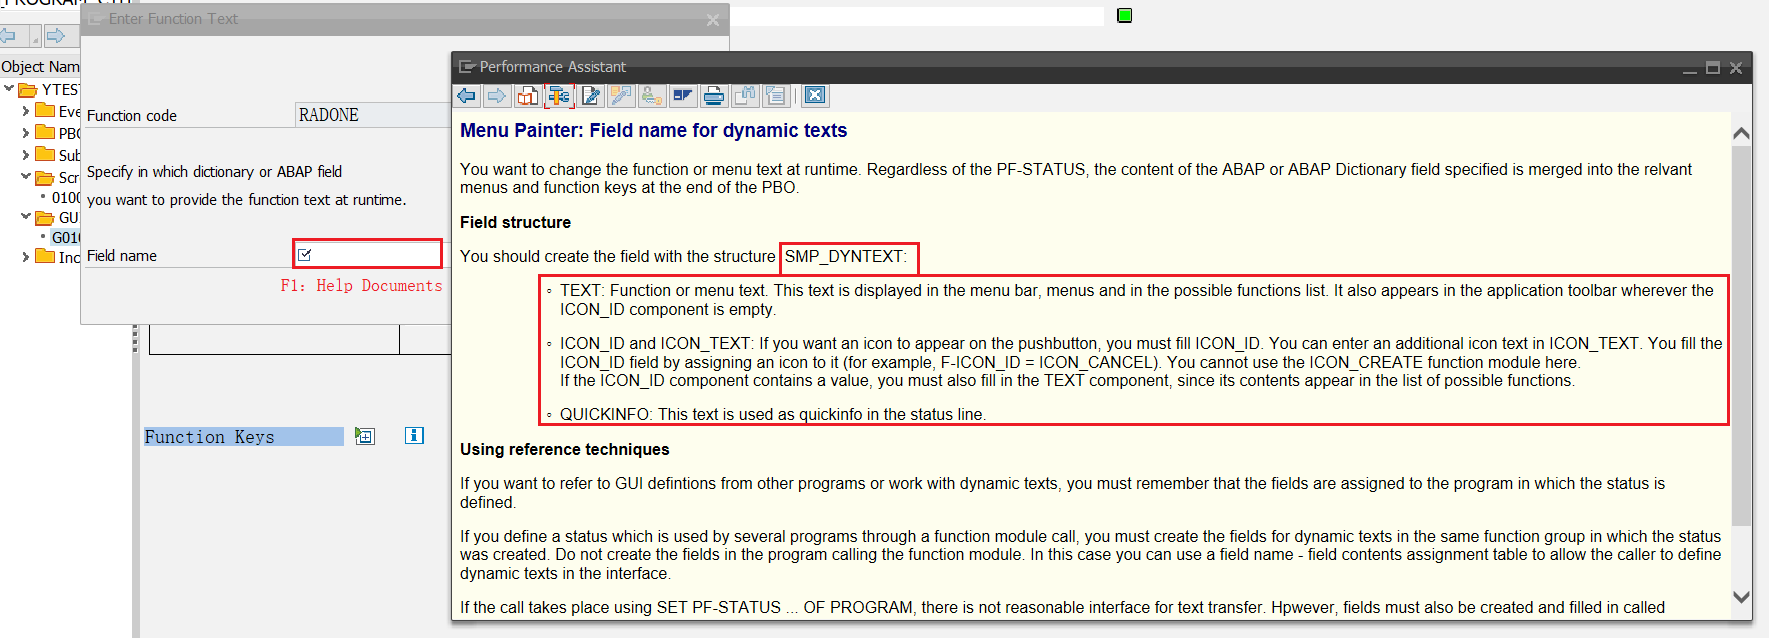 Enter Function Text
Object Nam
YTES
Eve
PBO
Sub
Scr
0100
GU
G010
Inc
Function code
RADONE
Specify in which dictionary or ABAP field
you want to provide the function text at runtime.
Field name
F1: Help Documents
Function Keys
Performance Assistant
Menu Painter: Field name for dynamic texts
You want to change the function or menu text at runtime. Regardless of the PF-STATUS, the content of the ABAP or ABAP Dictionary field specified is merged into the relvant
menus and function keys at the end of the PBO.
Field structure
You should create the field with the structure SMP_DYNTEXT:
◦ TEXT: Function or menu text. This text is displayed in the menu bar, menus and in the possible functions list. It also appears in the application toolbar wherever the
ICON_ID component is empty.
◦ ICON_ID and ICON_TEXT: If you want an icon to appear on the pushbutton, you must fill ICON_ID. You can enter an additional icon text in ICON_TEXT. You fill the
ICON_ID field by assigning an icon to it (for example, F-ICON_ID = ICON_CANCEL). You cannot use the ICON_CREATE function module here.
If the ICON_ID component contains a value, you must also fill in the TEXT component, since its contents appear in the list of possible functions.
◦ QUICKINFO: This text is used as quickinfo in the status line.
Using reference techniques
If you want to refer to GUI defintions from other programs or work with dynamic texts, you must remember that the fields are assigned to the program in which the status is
defined.
If you define a status which is used by several programs through a function module call, you must create the fields for dynamic texts in the same function group in which the status
was created. Do not create the fields in the program calling the function module. In this case you can use a field name - field contents assignment table to allow the caller to define
dynamic texts in the interface.
If the call takes place using SET PF-STATUS ... OF PROGRAM, there is not reasonable interface for text transfer. Hpwever, fields must also be created and filled in called